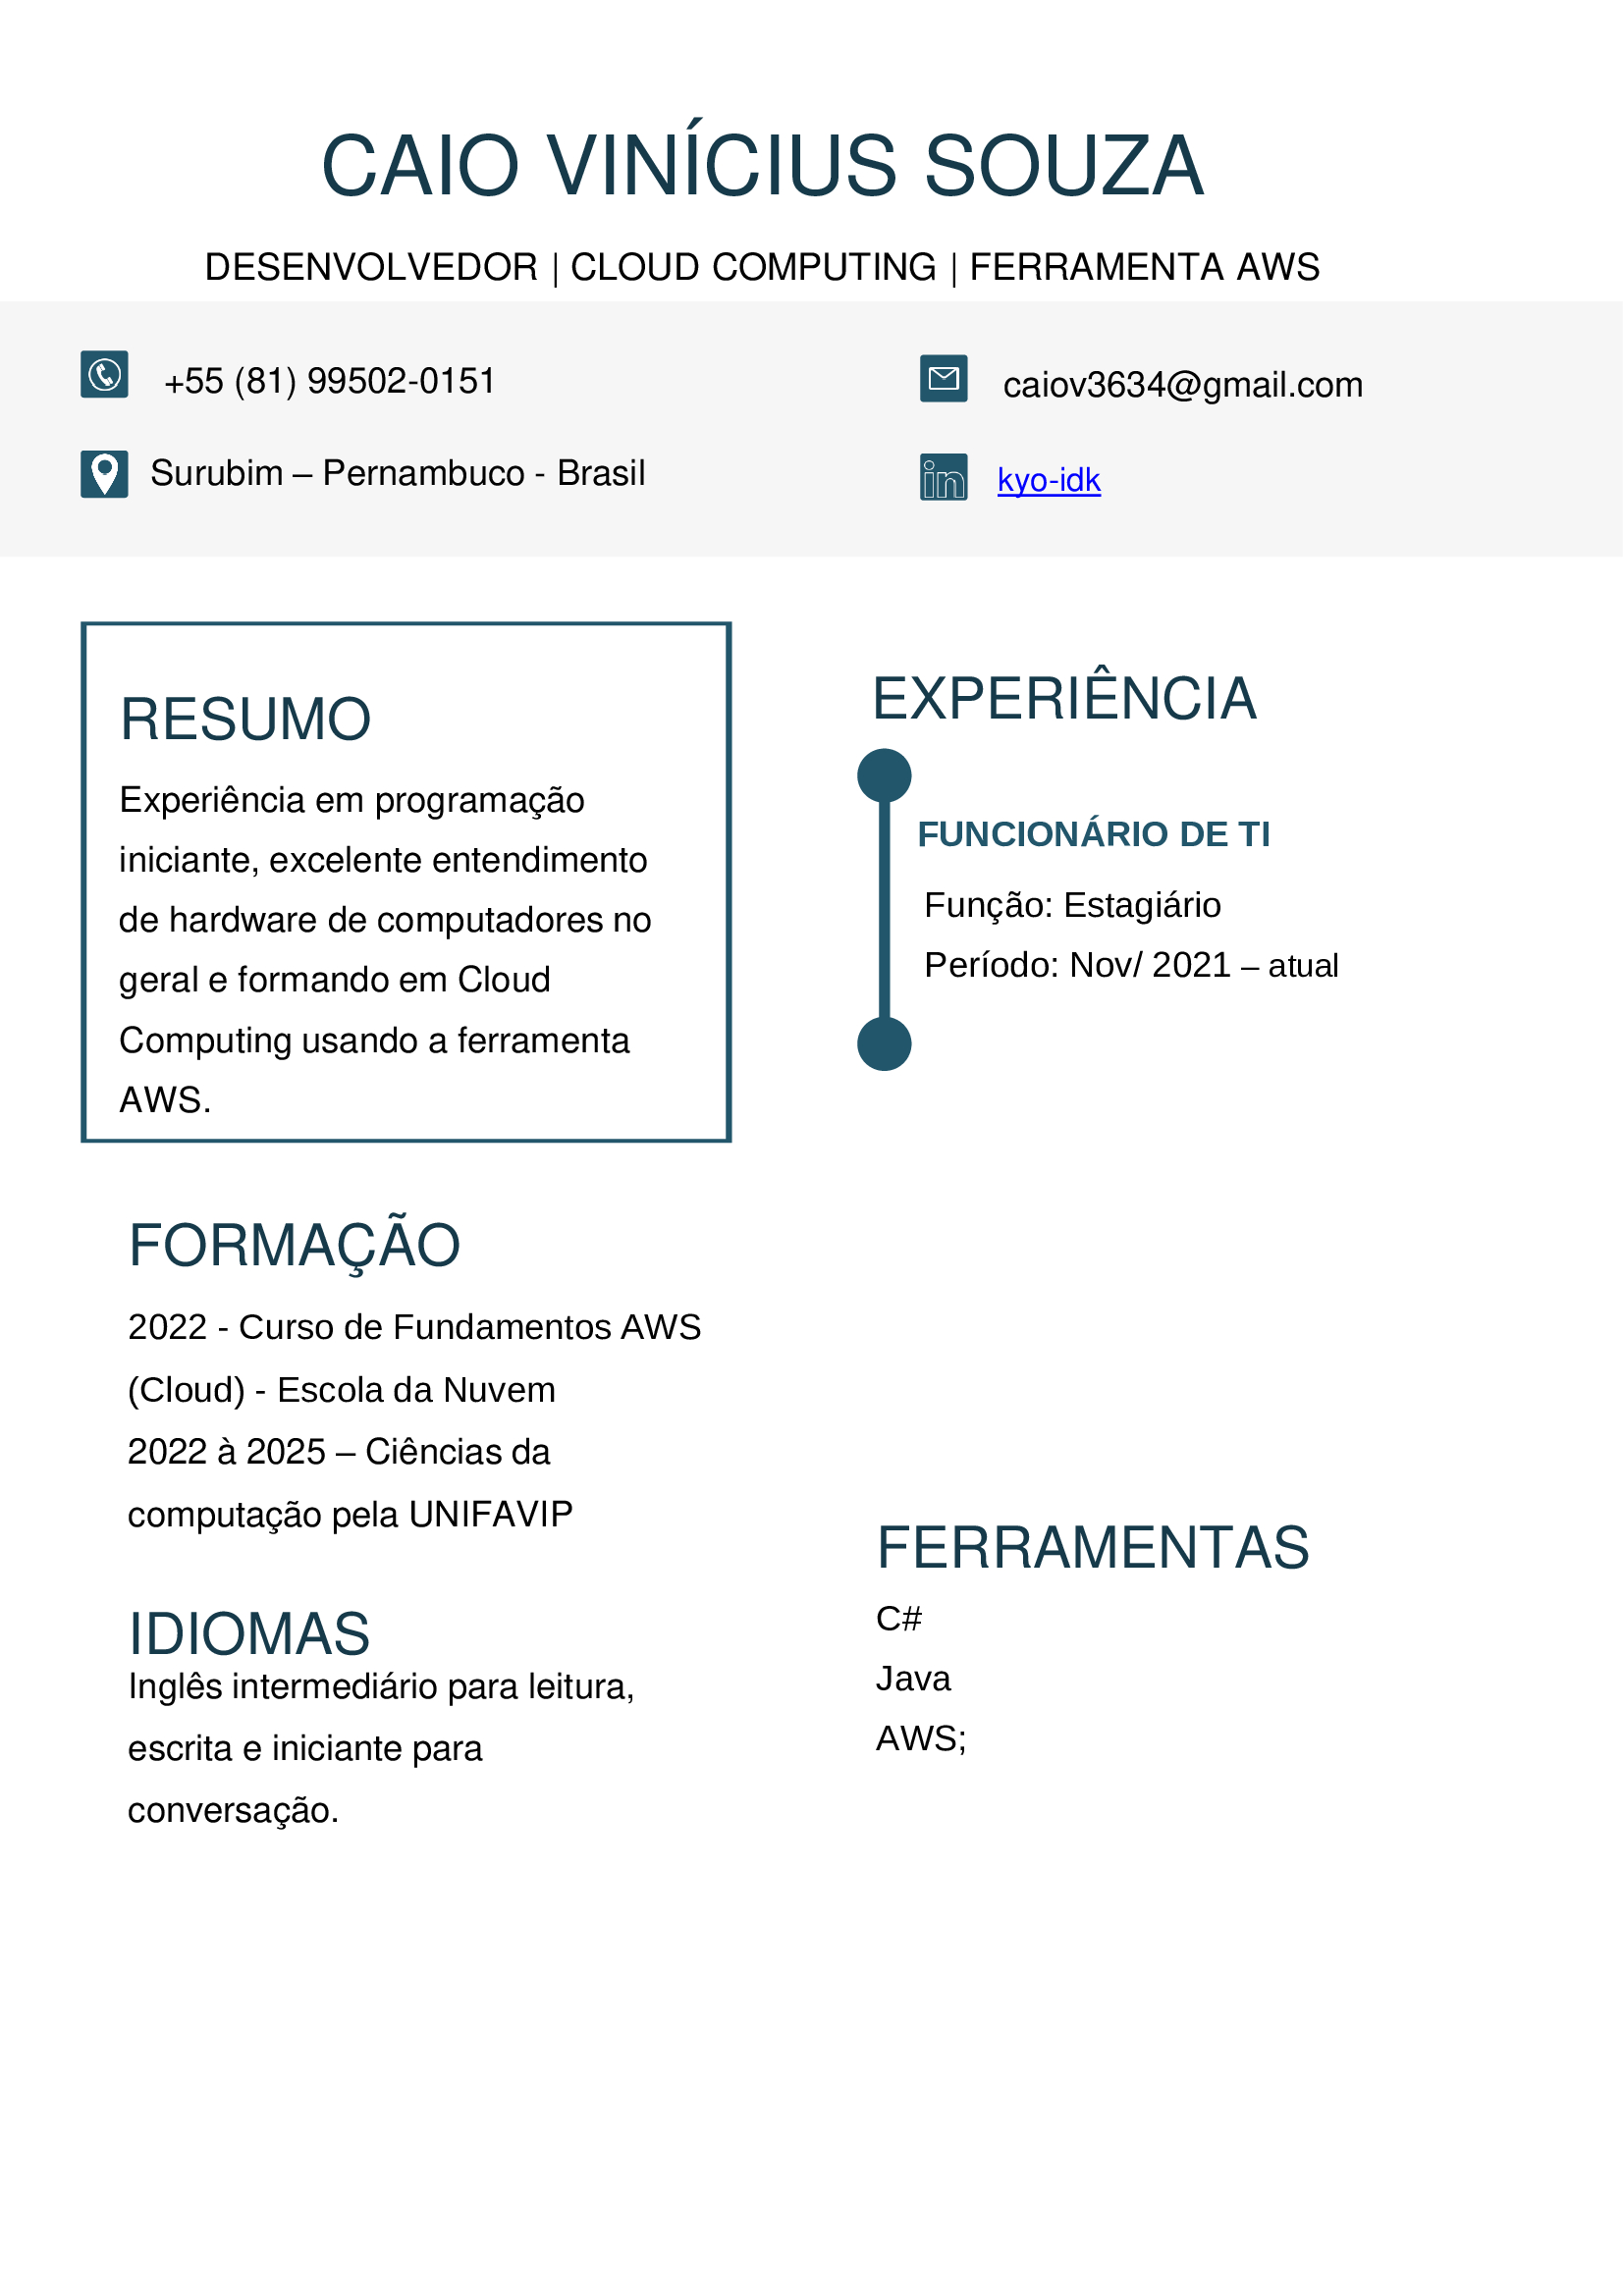 CAIO VINÍCIUS SOUZA
DESENVOLVEDOR | CLOUD COMPUTING | FERRAMENTA AWS
+55 (81) 99502-0151
caiov3634@gmail.com
Surubim – Pernambuco - Brasil
in
kyo-idk
RESUMO
Experiência em programação
iniciante, excelente entendimento
de hardware de computadores no
geral e formando em Cloud
Computing usando a ferramenta
AWS.
FORMAÇÃO
2022 - Curso de Fundamentos AWS
(Cloud) - Escola da Nuvem
2022 à 2025 – Ciências da
computação pela UNIFAVIP
IDIOMAS
Inglês intermediário para leitura,
escrita e iniciante para
conversação.
EXPERIÊNCIA
FUNCIONÁRIO DE TI
Função: Estagiário
Período: Nov/ 2021 – atual
FERRAMENTAS
C#
Java
AWS;